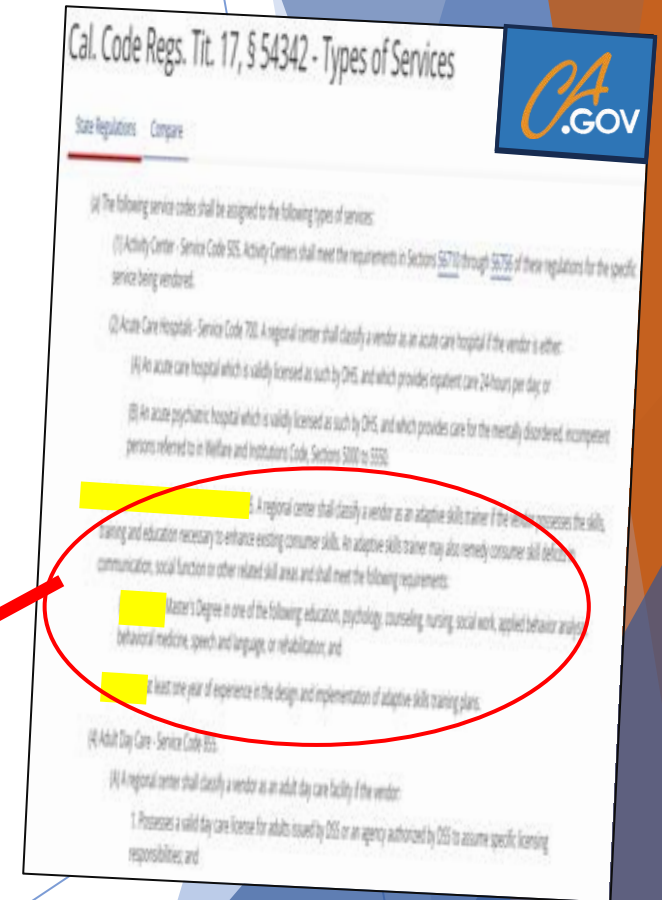 Cal. Code Regs. Tit. 17, § 54342 - Types of Services
CA
.GOV
State Regulations Compare
(a) The following service codes shall be assigned to the following types of services:
(1) Activity Center - Service Code 505. Activity Centers shall meet the requirements in Sections 56710 through 56756 of these regulations for the specific
service being vendored.
(2) Acute Care Hospitals - Service Code 700. A regional center shall classify a vendor as an acute care hospital if the vendor is either:
(A) An acute care hospital which is validly licensed as such by DHS, and which provides inpatient care 24-hours per day; or
(B) An acute psychiatric hospital which is validly licensed as such by DHS, and which provides care for the mentally disordered, incompetent
persons referred to in Welfare and Institutions Code, Sections 5000 to 5550.
A regional center shall classify a vendor as an adaptive skills trainer if the vendor possesses the skills,
training and education necessary to enhance existing consumer skills. An adaptive skills trainer may also remedy consumer skill deficits in
communication, social function or other related skill areas and shall meet the following requirements:
Master's Degree in one of the following: education, psychology, counseling, nursing, social work, applied behavior analysis,
behavioral medicine, speech and language, or rehabilitation; and
at least one year of experience in the design and implementation of adaptive skills training plans.
(4) Adult Day Care - Service Code 855.
(A) A regional center shall classify a vendor as an adult day care facility if the vendor:
1. Possesses a valid day care license for adults issued by DSS or an agency authorized by DSS to assume specific licensing
responsibilities; and